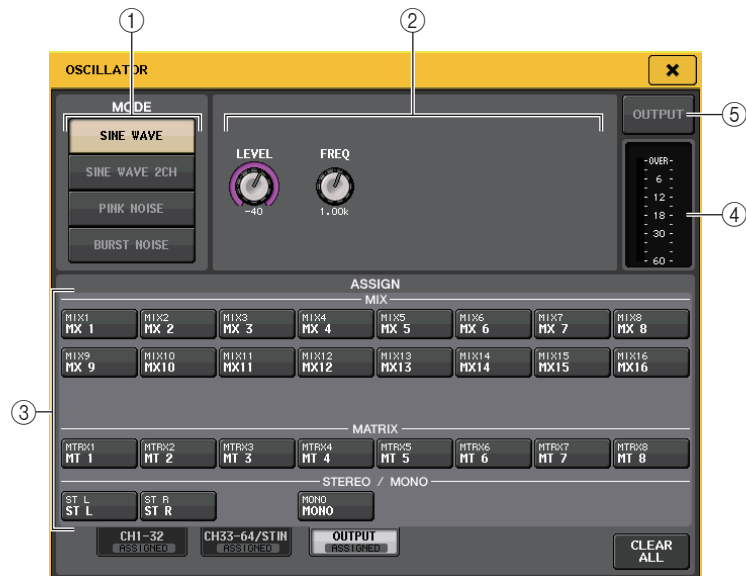 ① ②
OSCILLATOR ×
MODE
SINE WAVE
SINE WAVE 2CH
PINK NOISE
BURST NOISE
LEVEL FREQ
-40 1.00k
OUTPUT ⑤
-OVER-
- 6 -
- 12 -
- 18 - ④
- 30 -
- 60 -
③
ASSIGN
MIX
MIX1 MIX2 MIX3 MIX4 MIX5 MIX6 MIX7 MIX8
MX 1 MX 2 MX 3 MX 4 MX 5 MX 6 MX 7 MX 8
MIX9 MIX10 MIX11 MIX12 MIX13 MIX14 MIX15 MIX16
MX 9 MX10 MX11 MX12 MX13 MX14 MX15 MX16
MATRIX
MTRX1 MTRX2 MTRX3 MTRX4 MTRX5 MTRX6 MTRX7 MTRX8
MT 1 MT 2 MT 3 MT 4 MT 5 MT 6 MT 7 MT 8
STEREO / MONO
ST L ST R MONO
ST L ST R MONO
CH1-32 CH33-64/STIN OUTPUT
ASSIGNED ASSIGNED ASSIGNED
CLEAR
ALL